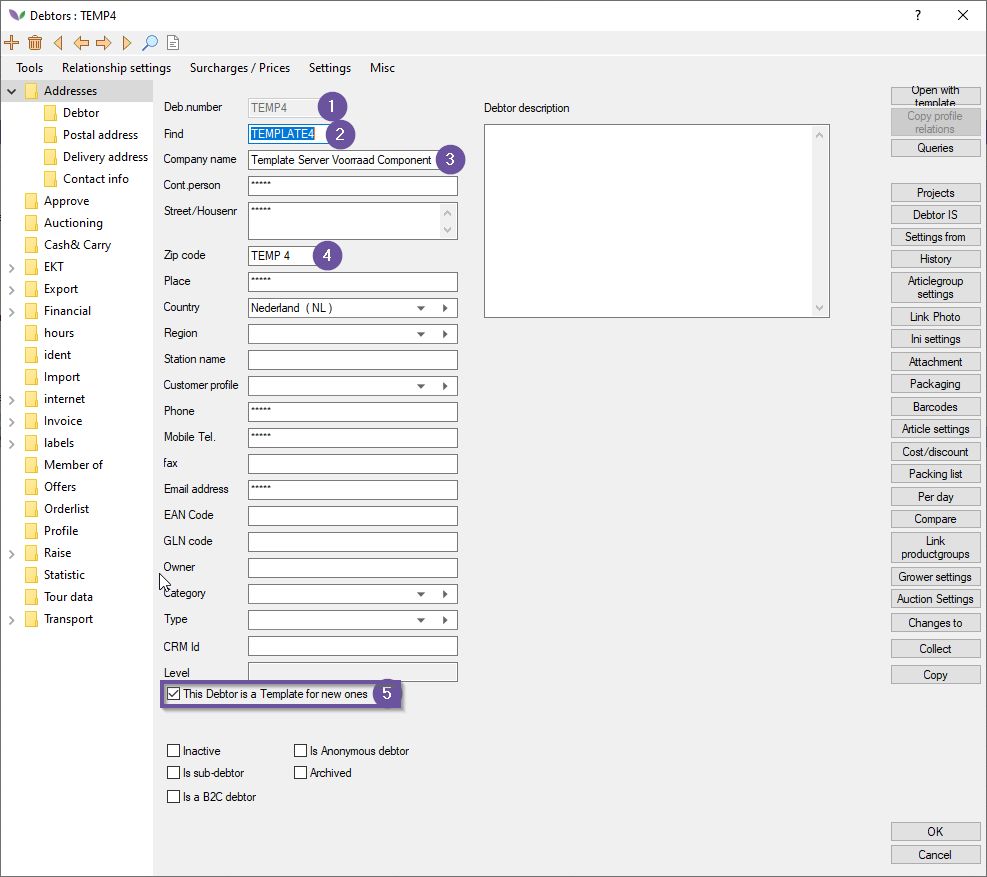 Debtors : TEMP4
?
Tools Relationship settings Surcharges / Prices Settings Misc
Addresses
Debtor
Postal address
Delivery address
Contact info
Approve
Auctioning
Cash& Carry
EKT
Export
Financial
hours
ident
Import
internet
Invoice
labels
Member of
Offers
Orderlist
Profile
Raise
Statistic
Tour data
Transport
Deb.number TEMP4 1
Find TEMPLATE4 2
Company name Template Server Voorraad Component 3
Cont.person *****
Street/Housenr *****
Zip code TEMP 4 4
Place *****
Country Nederland ( NL )
Region
Station name
Customer profile
Phone *****
Mobile Tel. *****
fax
Email address *****
EAN Code
GLN code
Owner
Category
Type
CRM Id
Level
This Debtor is a Template for new ones 5
Inactive Is Anonymous debtor
Is sub-debtor Archived
Is a B2C debtor
Debtor description
Open with
template
Copy profile
relations
Queries
Projects
Debtor IS
Settings from
History
Articlegroup
settings
Link Photo
Ini settings
Attachment
Packaging
Barcodes
Article settings
Cost/discount
Packing list
Per day
Compare
Link
productgroups
Grower settings
Auction Settings
Changes to
Collect
Copy
OK
Cancel